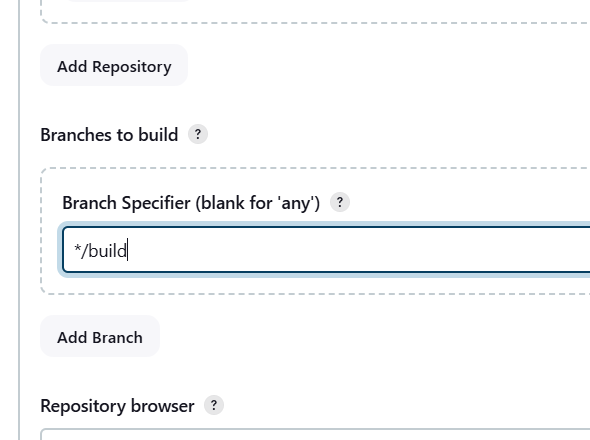 Add Repository
Branches to build ?
Branch Specifier (blank for 'any') ?
*/build
Add Branch
Repository browser ?